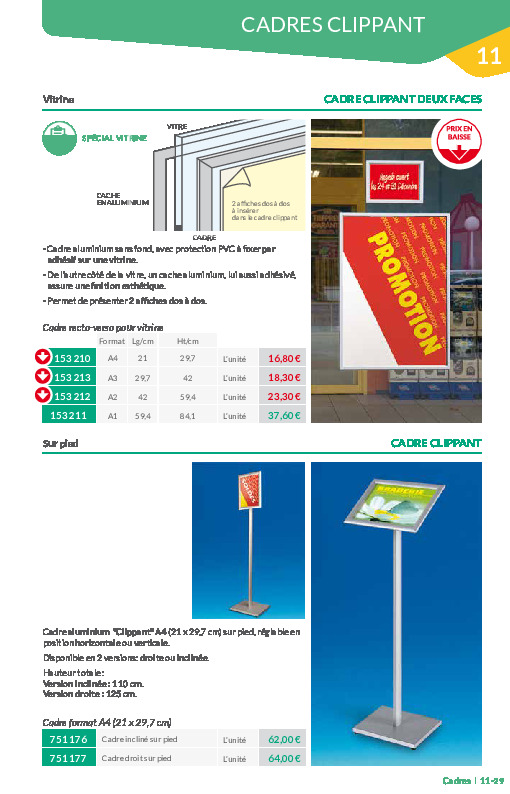 CADRES CLIPPANT
11
Vitrine
CADRE CLIPPANT DEUX FACES
SPÉCIAL VITRINE
VITRE
CACHE
EN ALUMINIUM
2 affiches dos à dos
à insérer
dans le cadre clippant
CADRE
PRIX EN
BAISSE
PROMOTION
- Cadre aluminium sans fond, avec protection PVC à fixer par
adhésif sur une vitrine.
- De l'autre côté de la vitre, un cache aluminium, lui aussi adhésivé,
assure une finition esthétique.
- Permet de présenter 2 affiches dos à dos.
Cadre recto-verso pour vitrine
Format Lg/cm Ht/cm
153 210 A4 21 29,7 L'unité 16,80 €
153 213 A3 29,7 42 L'unité 18,30 €
153 212 A2 42 59,4 L'unité 23,30 €
153 211 A1 59,4 84,1 L'unité 37,60 €
Sur pied
CADRE CLIPPANT
Cadre aluminium "Clippant" A4 (21 x 29,7 cm) sur pied, réglable en
position horizontale ou verticale.
Disponible en 2 versions : droite ou inclinée.
Hauteur totale :
Version inclinée : 110 cm.
Version droite : 125 cm.
Cadre format A4 (21 x 29,7 cm)
751 176 Cadre incliné sur pied L'unité 62,00 €
751 177 Cadre droit sur pied L'unité 64,00 €
Cadres | 11-29